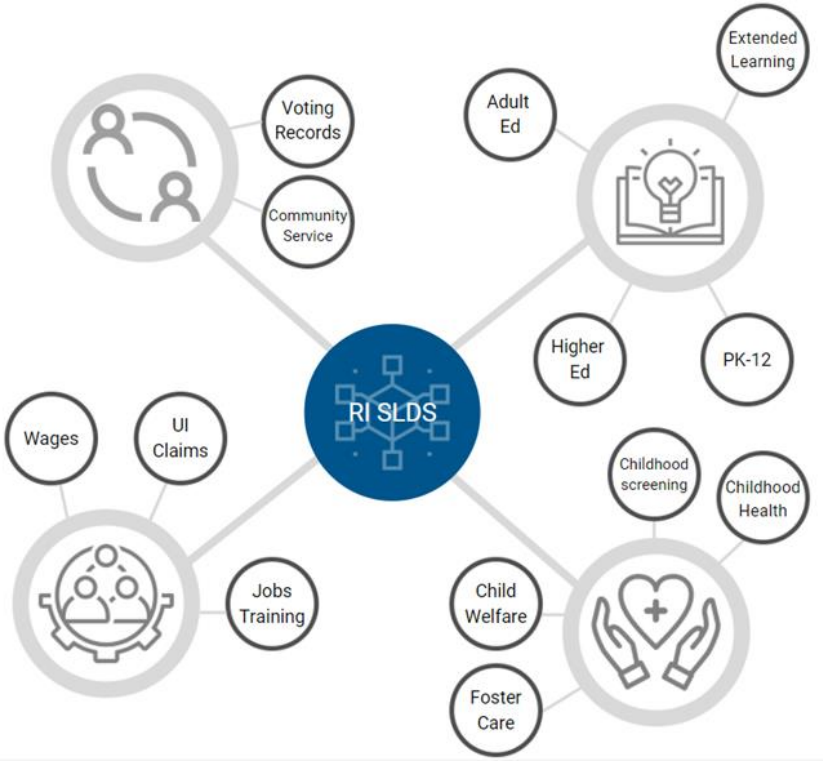 Voting
Records
Community
Service
Adult
Ed
Extended
Learning
Higher
Ed
PK-12
RI SLDS
Wages
UI
Claims
Jobs
Training
Childhood
screening
Childhood
Health
Child
Welfare
Foster
Care